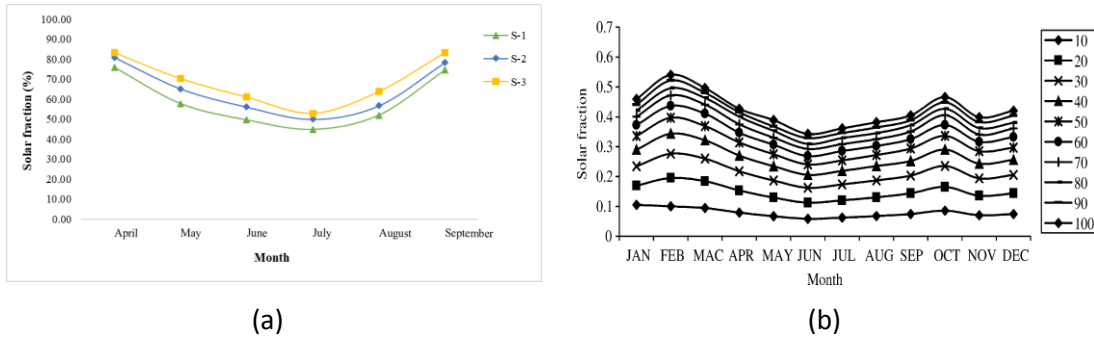 100.00
90.00
80.00
70.00
60.00
50.00
40.00
30.00
20.00
10.00
0.00
Solar fraction (%)
April May June July August September
Month
S-1
S-2
S-3
(a)
0.7
0.6
0.5
0.4
0.3
0.2
0.1
0
Solar fraction
JAN FEB MAC APR MAY JUN JUL AUG SEP OCT NOV DEC
Month
10
20
30
40
50
60
70
80
90
100
(b)